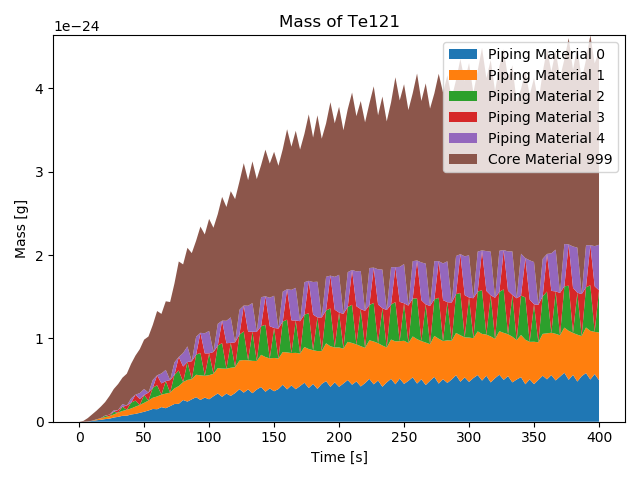 Mass of Te121
1e−24
Piping Material 0
Piping Material 1
Piping Material 2
Piping Material 3
Piping Material 4
Core Material 999
4
3
2
1
0
Mass [g]
0 50 100 150 200 250 300 350 400
Time [s]